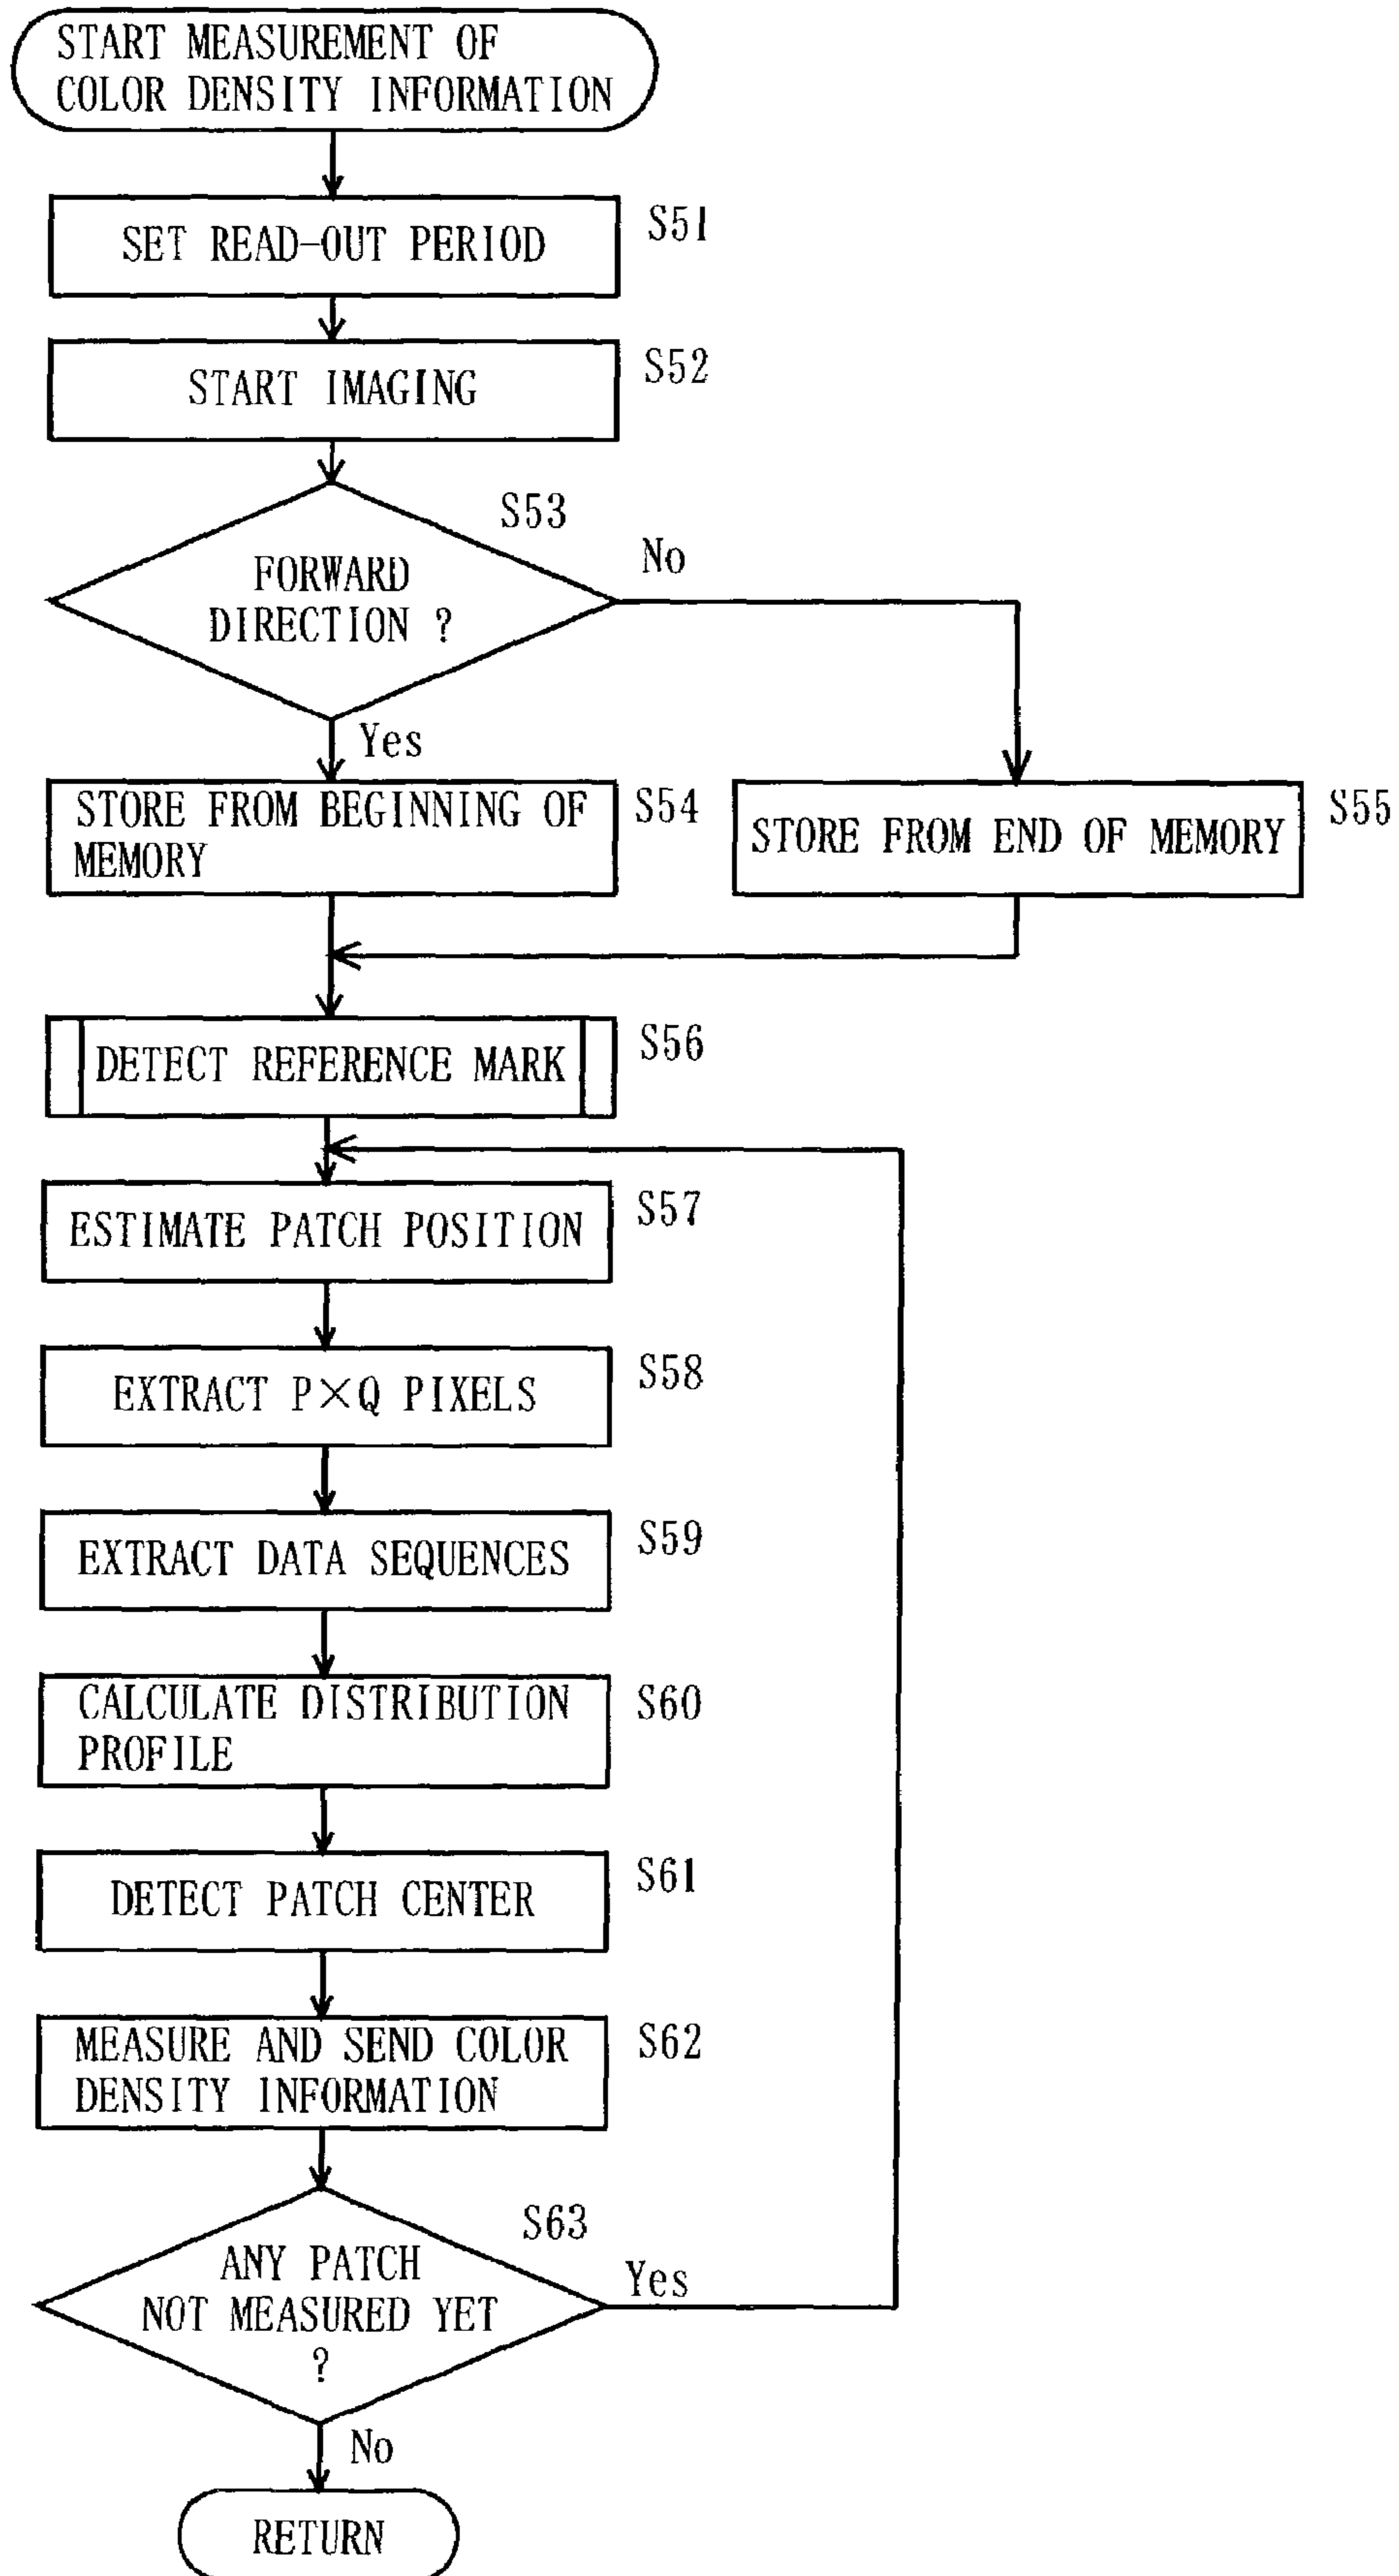 START MEASUREMENT OF
COLOR DENSITY INFORMATION
SET READ-OUT PERIOD
S51
START IMAGING
S52
S53
FORWARD
DIRECTION ?
No
Yes
STORE FROM BEGINNING OF
MEMORY
S54
STORE FROM END OF MEMORY
S55
DETECT REFERENCE MARK
S56
ESTIMATE PATCH POSITION
S57
EXTRACT P×Q PIXELS
S58
EXTRACT DATA SEQUENCES
S59
CALCULATE DISTRIBUTION
PROFILE
S60
DETECT PATCH CENTER
S61
MEASURE AND SEND COLOR
DENSITY INFORMATION
S62
S63
ANY PATCH
NOT MEASURED YET
?
Yes
No
RETURN